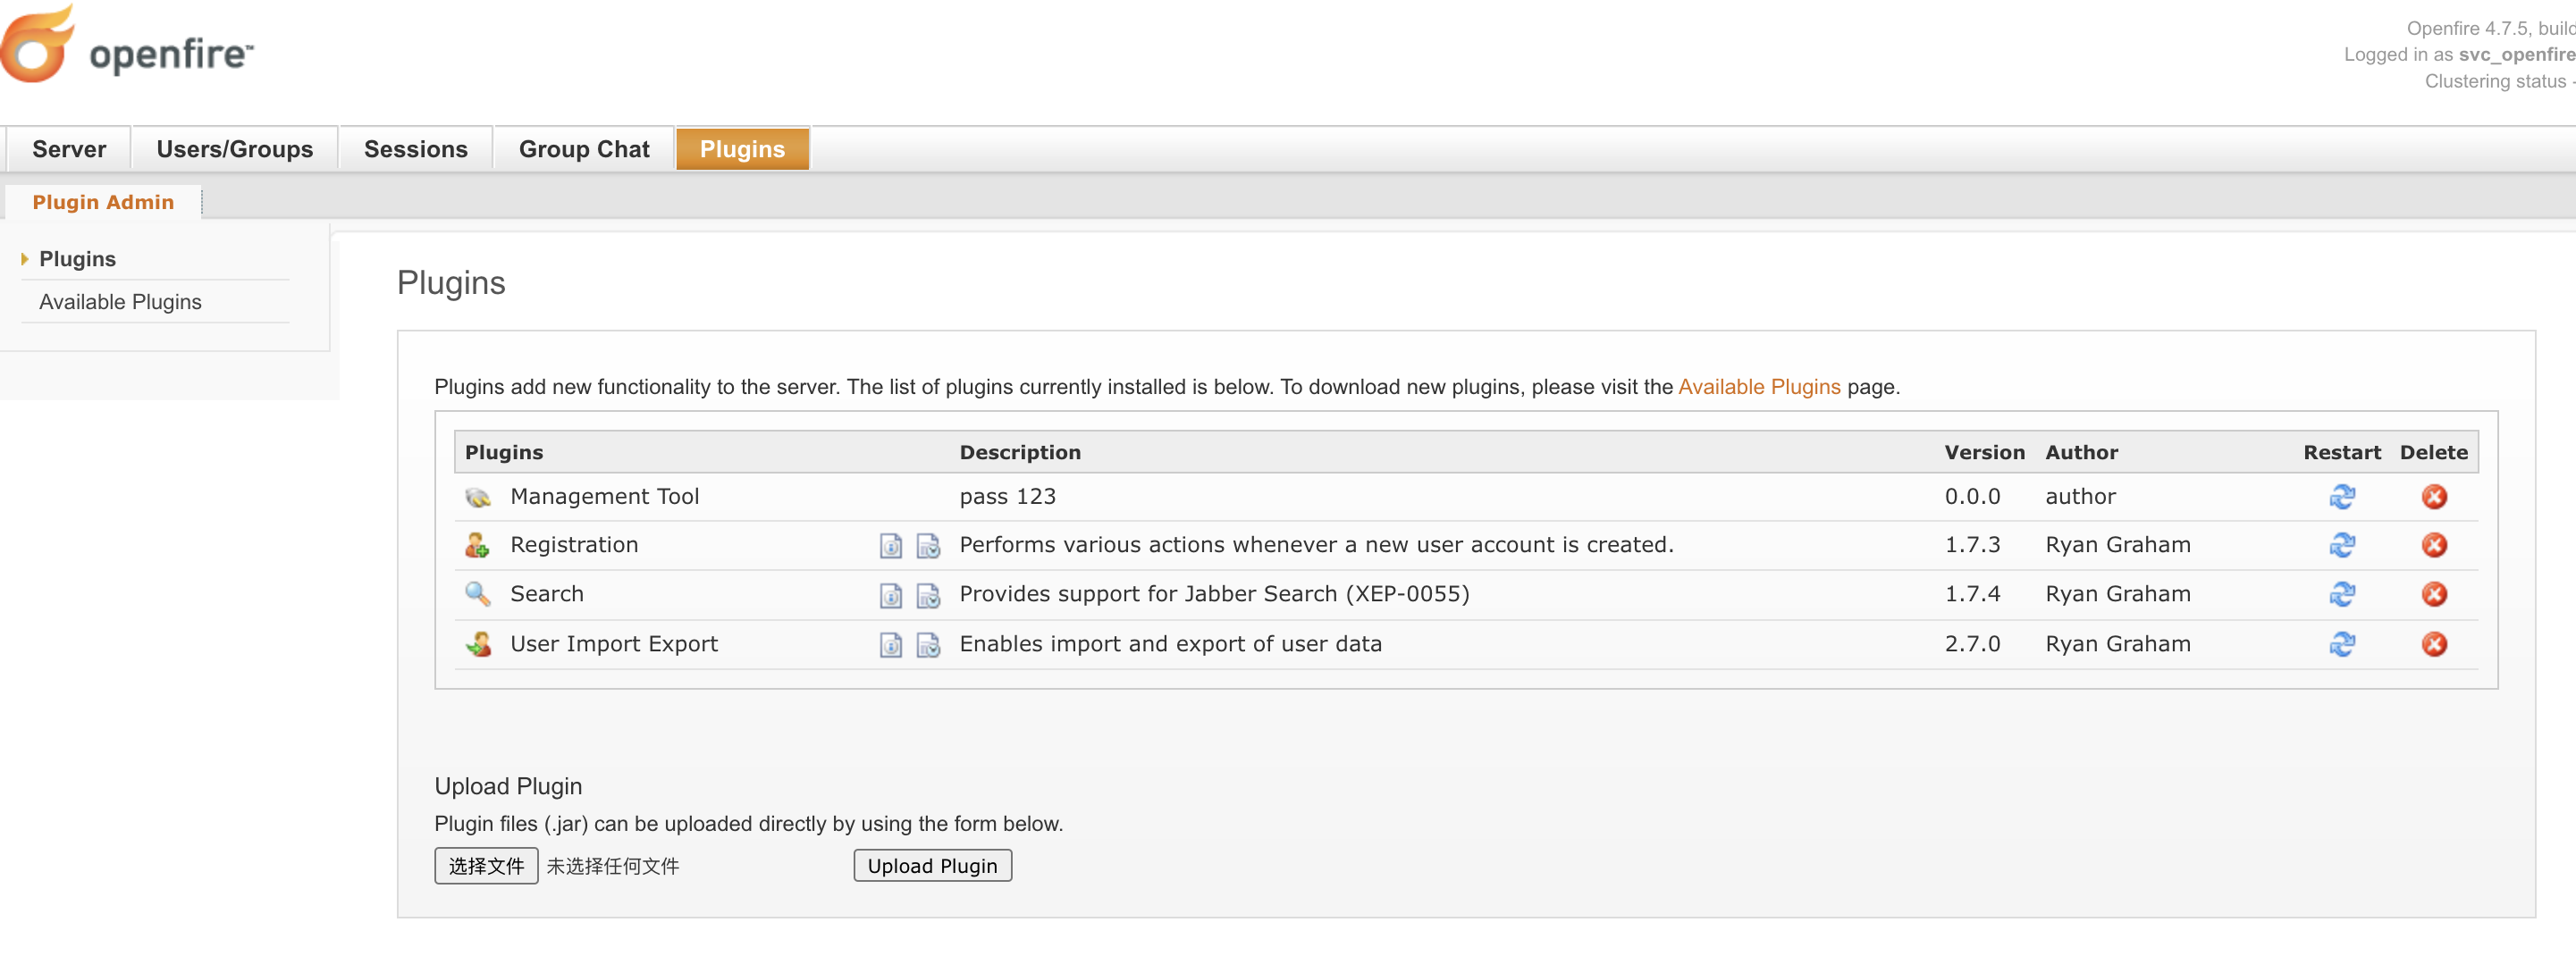 openfire™
Openfire 4.7.5, build
Logged in as svc_openfire
Clustering status -
Server Users/Groups Sessions Group Chat Plugins
Plugin Admin
Plugins
Available Plugins
Plugins
Plugins add new functionality to the server. The list of plugins currently installed is below. To download new plugins, please visit the Available Plugins page.
Plugins Description Version Author Restart Delete
Management Tool pass 123 0.0.0 author
Registration Performs various actions whenever a new user account is created. 1.7.3 Ryan Graham
Search Provides support for Jabber Search (XEP-0055) 1.7.4 Ryan Graham
User Import Export Enables import and export of user data 2.7.0 Ryan Graham
Upload Plugin
Plugin files (.jar) can be uploaded directly by using the form below.
选择文件 未选择任何文件 Upload Plugin